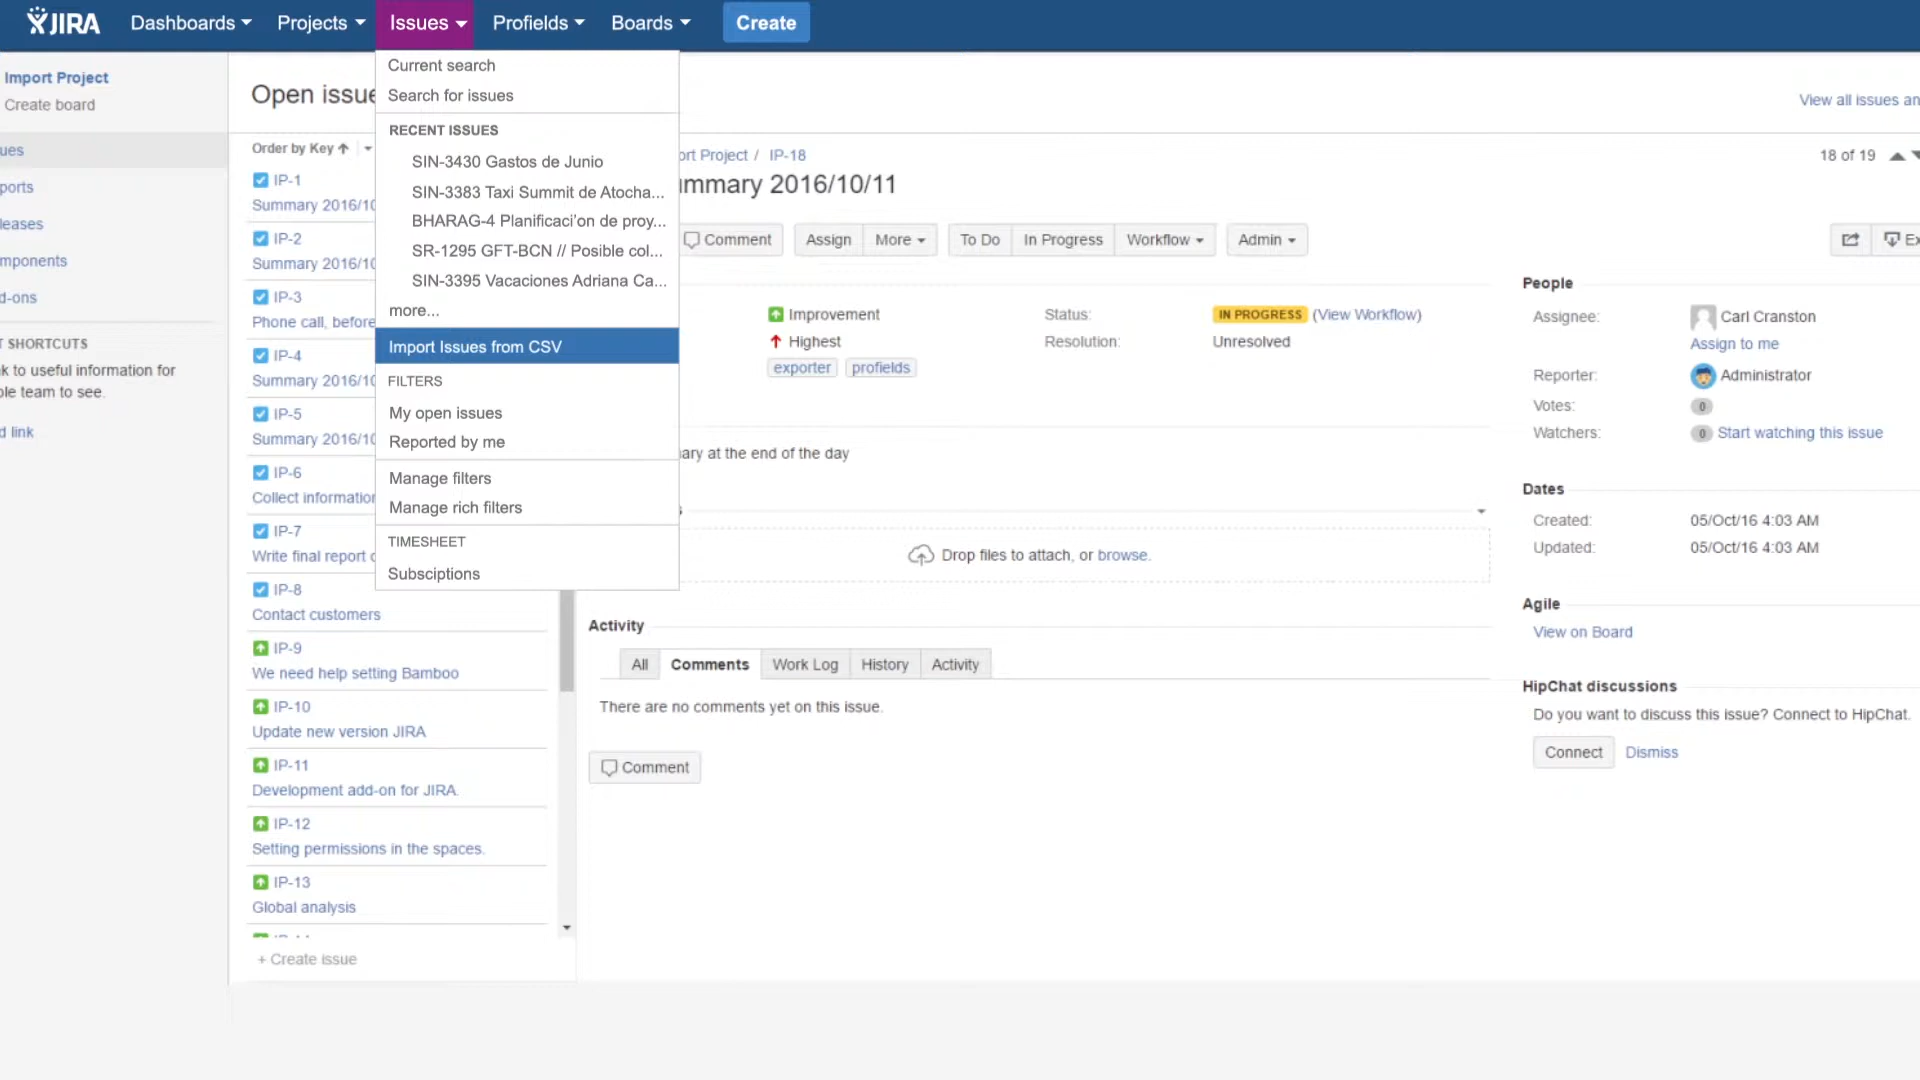 JIRA Dashboards Projects Issues Profields Boards Create
Import Project
Create board
ues
ports
leases
mponents
d-ons
T SHORTCUTS
k to useful information for
ole team to see.
d link
Open issue
View all issues an
Current search
Search for issues
RECENT ISSUES
SIN-3430 Gastos de Junio
SIN-3383 Taxi Summit de Atocha...
BHARAG-4 Planificaci'on de proy...
SR-1295 GFT-BCN // Posible col...
SIN-3395 Vacaciones Adriana Ca...
more...
Import Issues from CSV
FILTERS
My open issues
Reported by me
Manage filters
Manage rich filters
TIMESHEET
Subsciptions
Order by Key
IP-1
Summary 2016/10
IP-2
Summary 2016/10
IP-3
Phone call, before
IP-4
Summary 2016/10
IP-5
Summary 2016/10
IP-6
Collect information
IP-7
Write final report o
IP-8
Contact customers
IP-9
We need help setting Bamboo
IP-10
Update new version JIRA
IP-11
Development add-on for JIRA.
IP-12
Setting permissions in the spaces.
IP-13
Global analysis
+ Create issue
ort Project / IP-18
18 of 19
ummary 2016/10/11
Comment Assign More To Do In Progress Workflow Admin
Ex
Improvement
Highest
exporter profields
Status: IN PROGRESS (View Workflow)
Resolution: Unresolved
ary at the end of the day
Drop files to attach, or browse.
Activity
All Comments Work Log History Activity
There are no comments yet on this issue.
Comment
People
Assignee: Carl Cranston
Assign to me
Reporter: Administrator
Votes: 0
Watchers: 0 Start watching this issue
Dates
Created: 05/Oct/16 4:03 AM
Updated: 05/Oct/16 4:03 AM
Agile
View on Board
HipChat discussions
Do you want to discuss this issue? Connect to HipChat.
Connect Dismiss